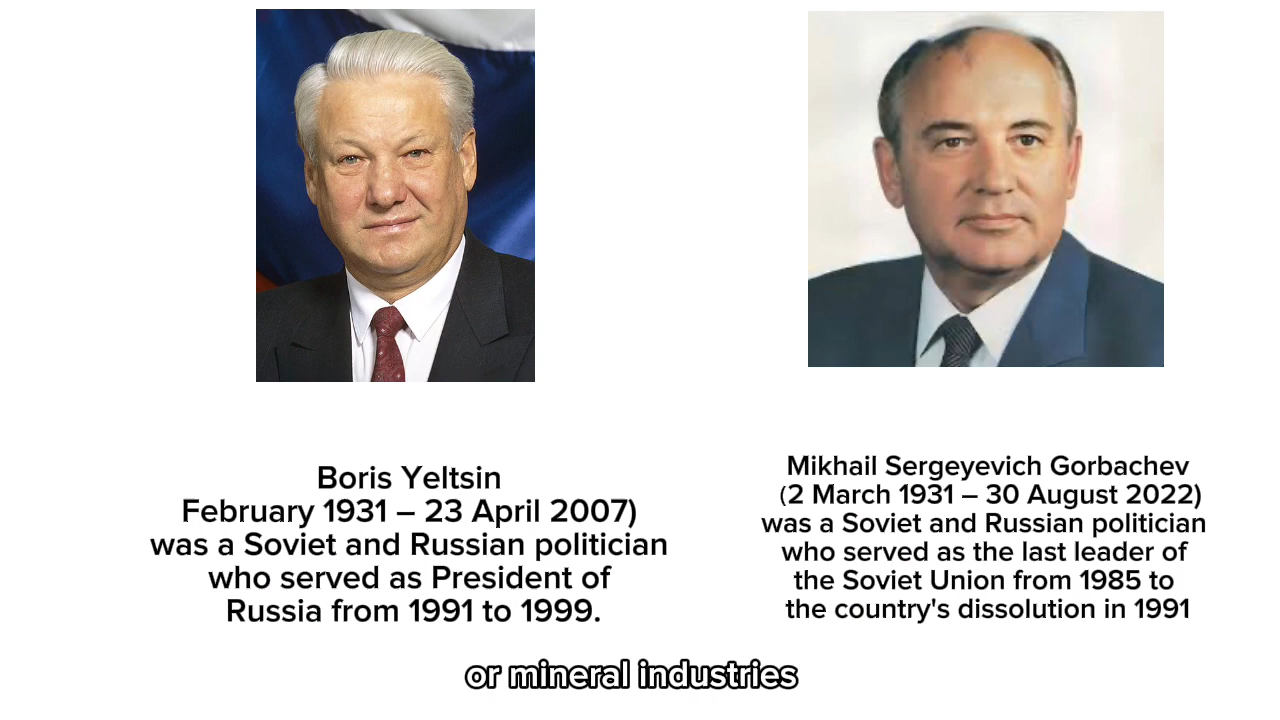 Boris Yeltsin
February 1931 – 23 April 2007)
was a Soviet and Russian politician
who served as President of
Russia from 1991 to 1999.
Mikhail Sergeyevich Gorbachev
(2 March 1931 – 30 August 2022)
was a Soviet and Russian politician
who served as the last leader of
the Soviet Union from 1985 to
the country's dissolution in 1991
or mineral industries